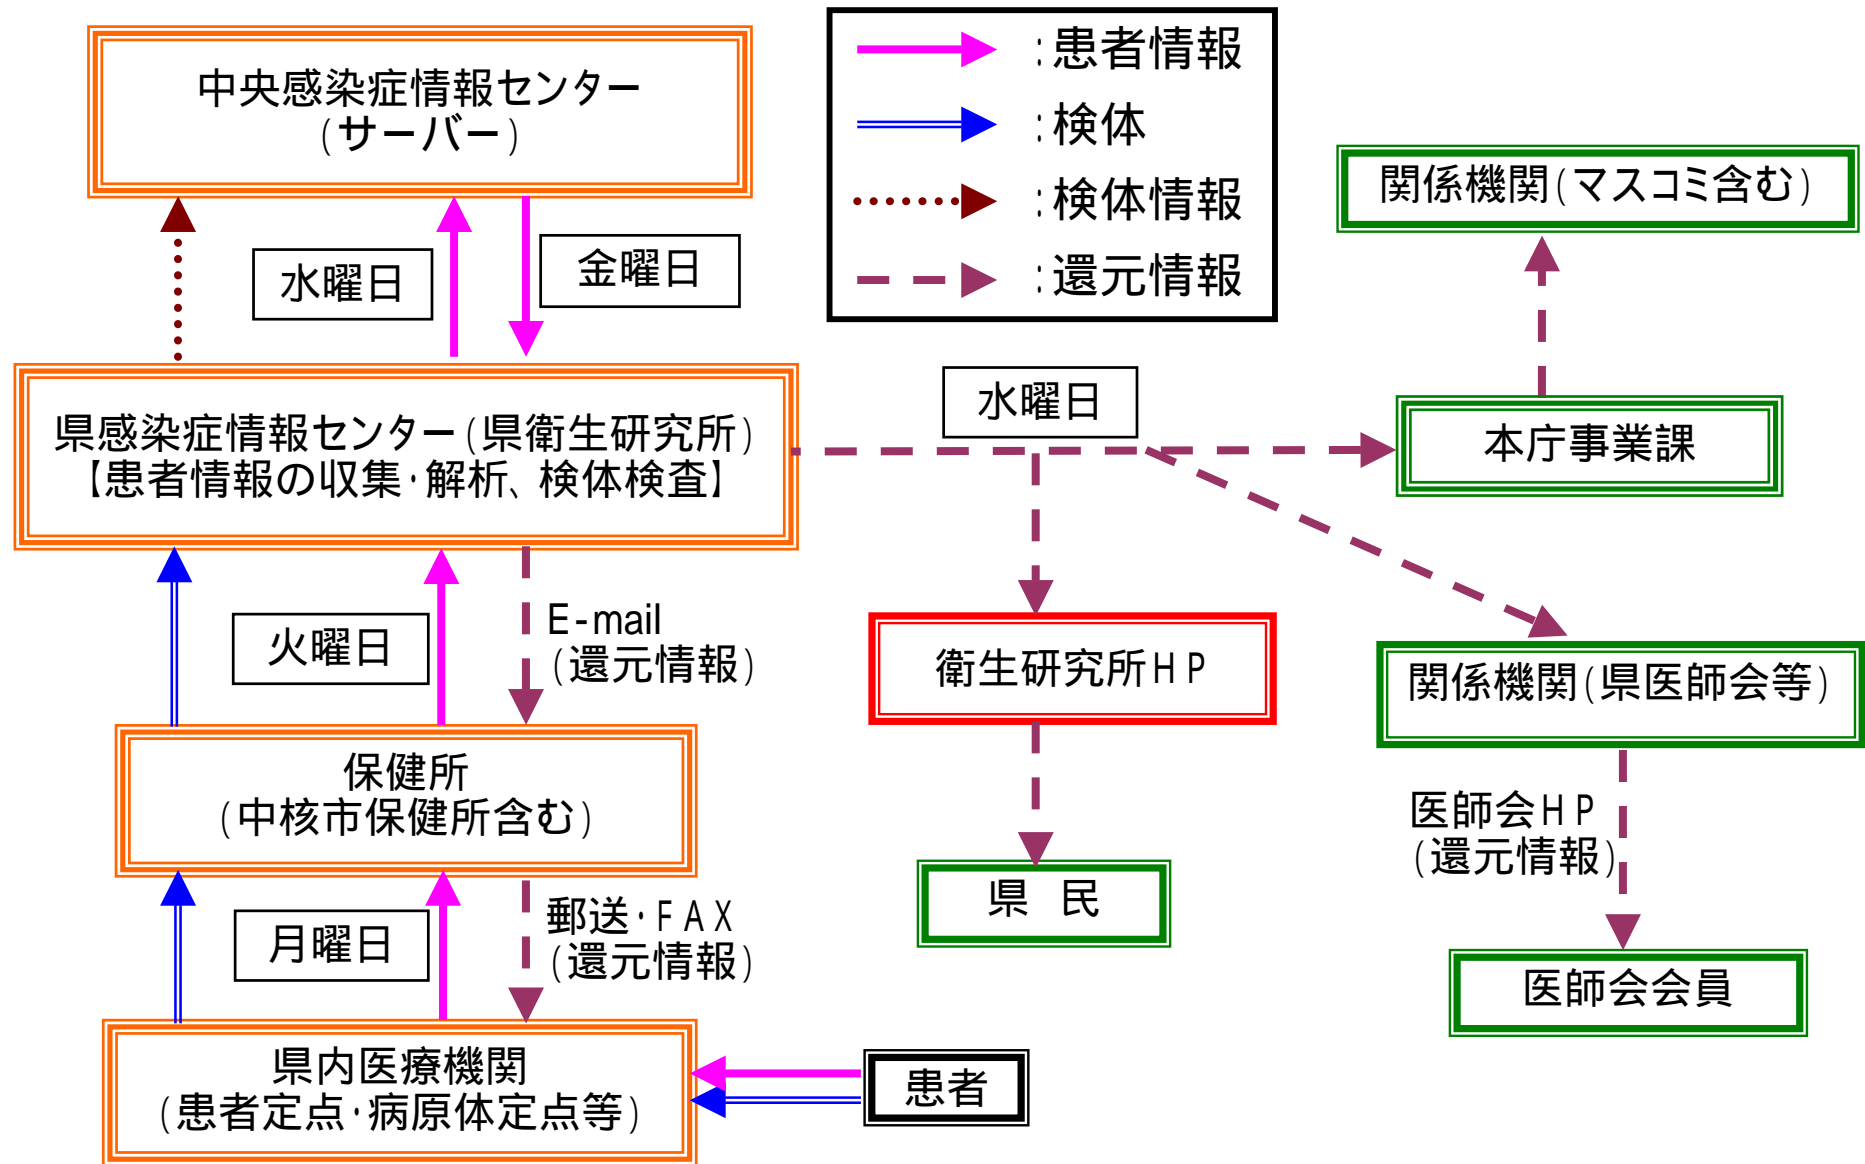 中央感染症情報センター
(サーバー)
:患者情報
:検体
:検体情報
:還元情報
関係機関(マスコミ含む)
水曜日
金曜日
県感染症情報センター(県衛生研究所)
【患者情報の収集・解析、検体検査】
水曜日
本庁事業課
火曜日
E-mail
(還元情報)
衛生研究所HP
関係機関(県医師会等)
保健所
(中核市保健所含む)
医師会HP
(還元情報)
県 民
月曜日
郵送・FAX
(還元情報)
医師会会員
県内医療機関
(患者定点・病原体定点等)
患者